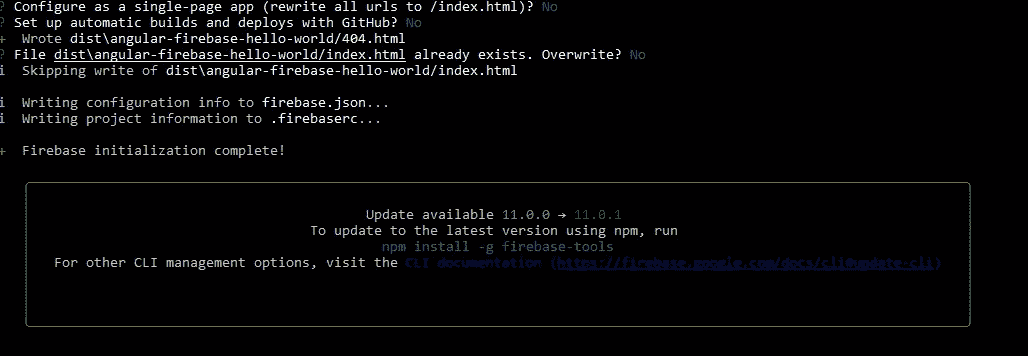 ? Configure as a single-page app (rewrite all urls to /index.html)? No
? Set up automatic builds and deploys with GitHub? No
+ Wrote dist\angular-firebase-hello-world/404.html
? File dist\angular-firebase-hello-world/index.html already exists. Overwrite? No
i Skipping write of dist\angular-firebase-hello-world/index.html
i Writing configuration info to firebase.json...
i Writing project information to .firebaserc...
+ Firebase initialization complete!
Update available 11.0.0 → 11.0.1
To update to the latest version using npm, run
npm install -g firebase-tools
For other CLI management options, visit the CLI documentation (https://firebase.google.com/docs/cli#update-cli)